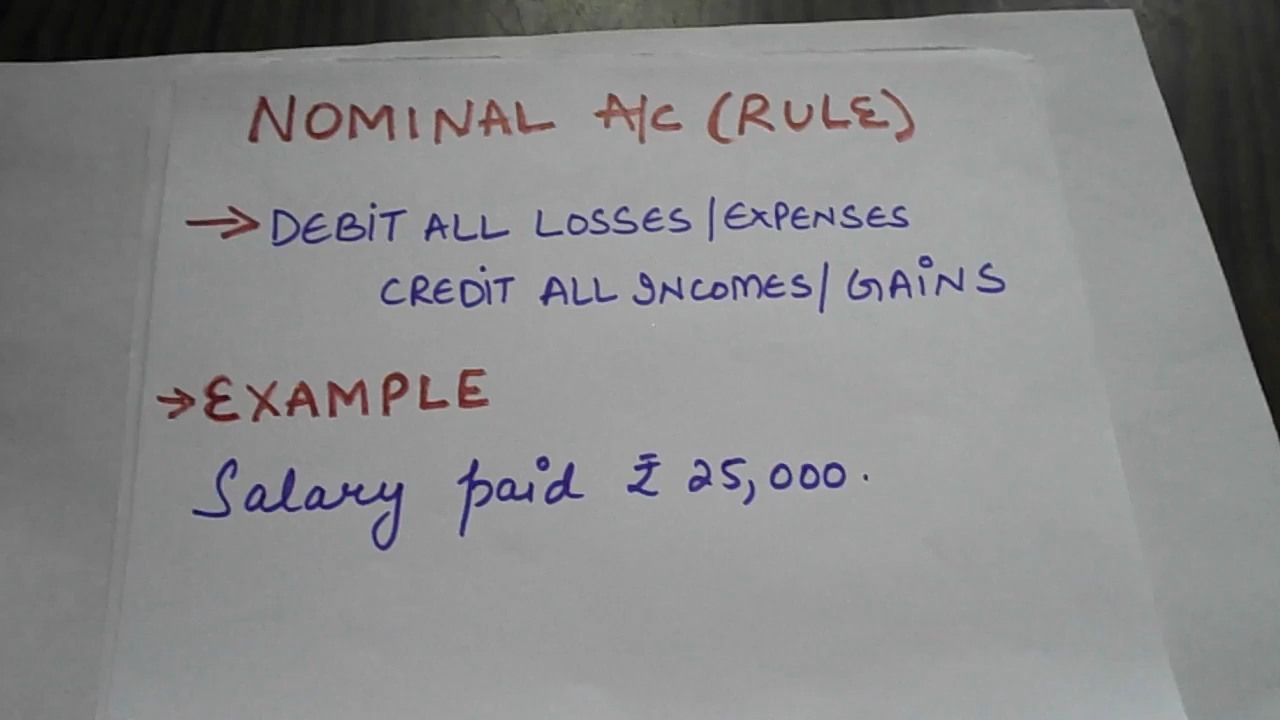 NOMINAL A/C (RULE)
→ DEBIT ALL LOSSES / EXPENSES
CREDIT ALL INCOMES / GAINS
→ EXAMPLE
Salary paid ₹ 25,000.